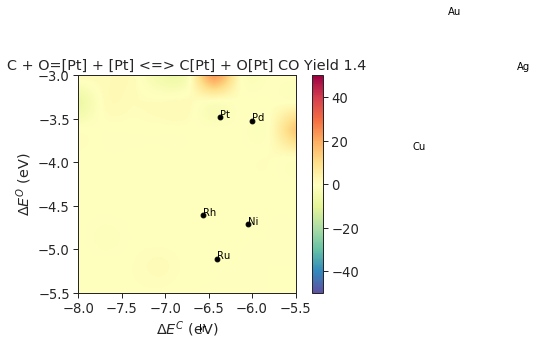 Au
C + O=[Pt] + [Pt] <=> C[Pt] + O[Pt] CO Yield 1.4
Ag
−3.0
40
Pt
Pd
−3.5
20
Cu
−4.0
0
ΔE^O (eV)
−4.5
Rh
Ni
−20
−5.0
Ru
−40
−5.5
−8.0 −7.5 −7.0 −6.5 −6.0 −5.5
ΔE^C (eV)
Ir